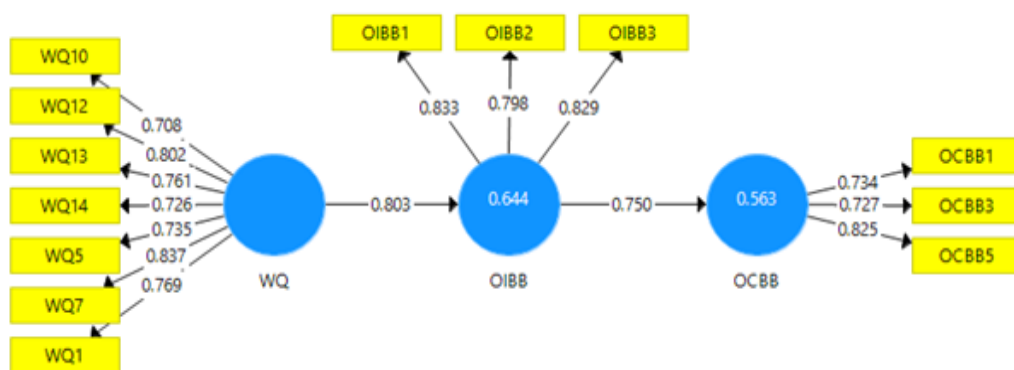 OIBB1
OIBB2
OIBB3
WQ10
WQ12
WQ13
WQ14
WQ5
WQ7
WQ1
0.708
0.802
0.761
0.726
0.735
0.837
0.769
0.833
0.798
0.829
0.803
0.644
0.750
0.563
0.734
0.727
0.825
OCBB1
OCBB3
OCBB5
WQ
OIBB
OCBB